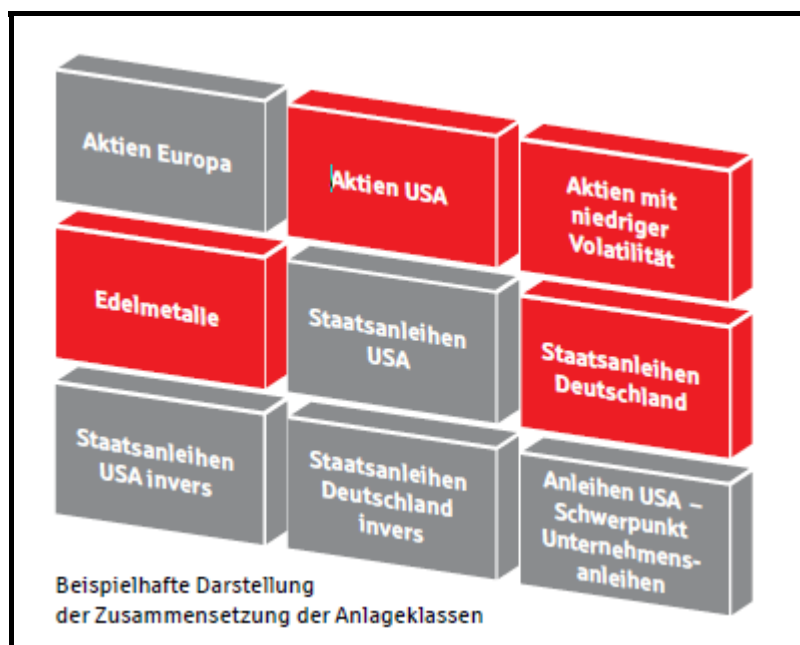 Aktien Europa
Aktien USA
Aktien mit
niedriger
Volatilität
Edelmetalle
Staatsanleihen
USA
Staatsanleihen
Deutschland
Staatsanleihen
USA invers
Staatsanleihen
Deutschland
invers
Anleihen USA –
Schwerpunkt
Unternehmens-
anleihen
Beispielhafte Darstellung
der Zusammensetzung der Anlageklassen